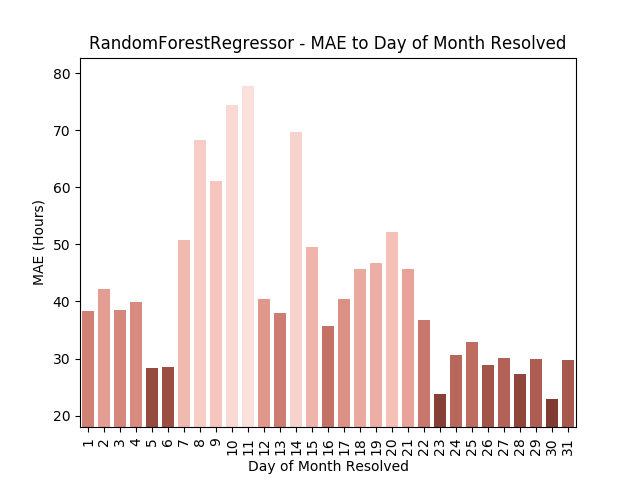 RandomForestRegressor - MAE to Day of Month Resolved
80
70
60
50
40
30
20
MAE (Hours)
1 2 3 4 5 6 7 8 9 10 11 12 13 14 15 16 17 18 19 20 21 22 23 24 25 26 27 28 29 30 31
Day of Month Resolved